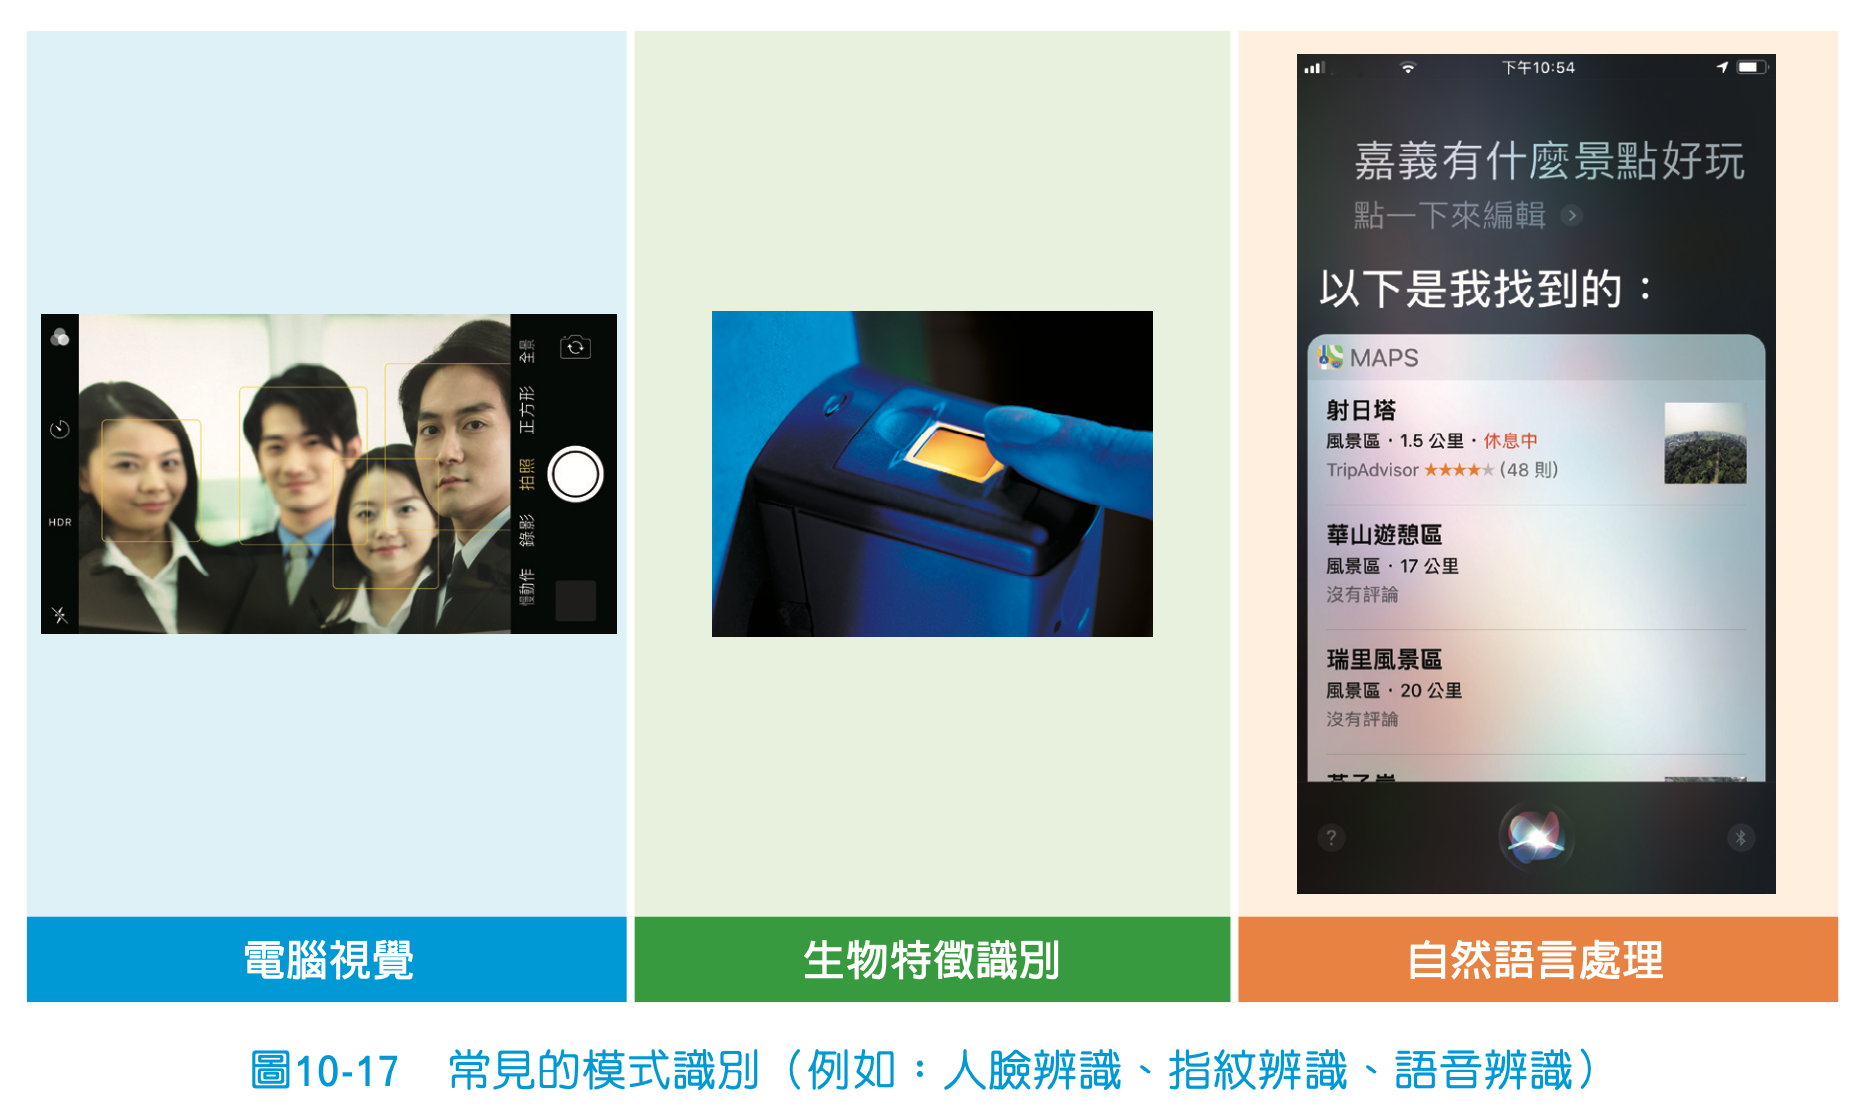 全景
正方形
拍照
錄影
慢動作
HDR
電腦視覺
生物特徵識別
下午10:54
嘉義有什麼景點好玩
點一下來編輯
以下是我找到的：
MAPS
射日塔
風景區・1.5 公里・休息中
TripAdvisor ★★★★★ (48 則)
華山遊憩區
風景區・17 公里
沒有評論
瑞里風景區
風景區・20 公里
沒有評論
?
自然語言處理
圖10-17　常見的模式識別（例如：人臉辨識、指紋辨識、語音辨識）